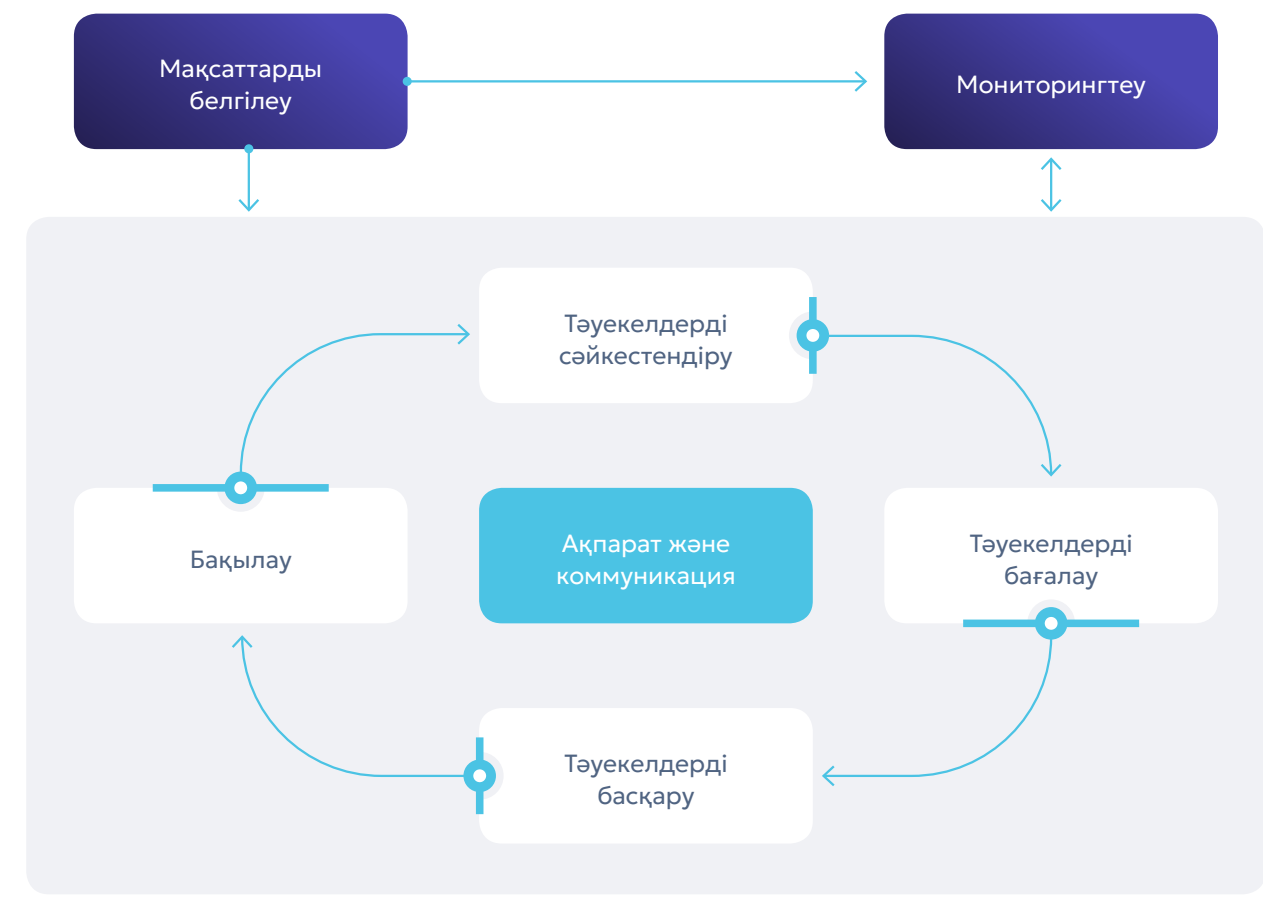 Мақсаттарды
белгілеу
Мониторингтеу
Тәуекелдерді
сәйкестендіру
Бақылау
Ақпарат және
коммуникация
Тәуекелдерді
бағалау
Тәуекелдерді
басқару